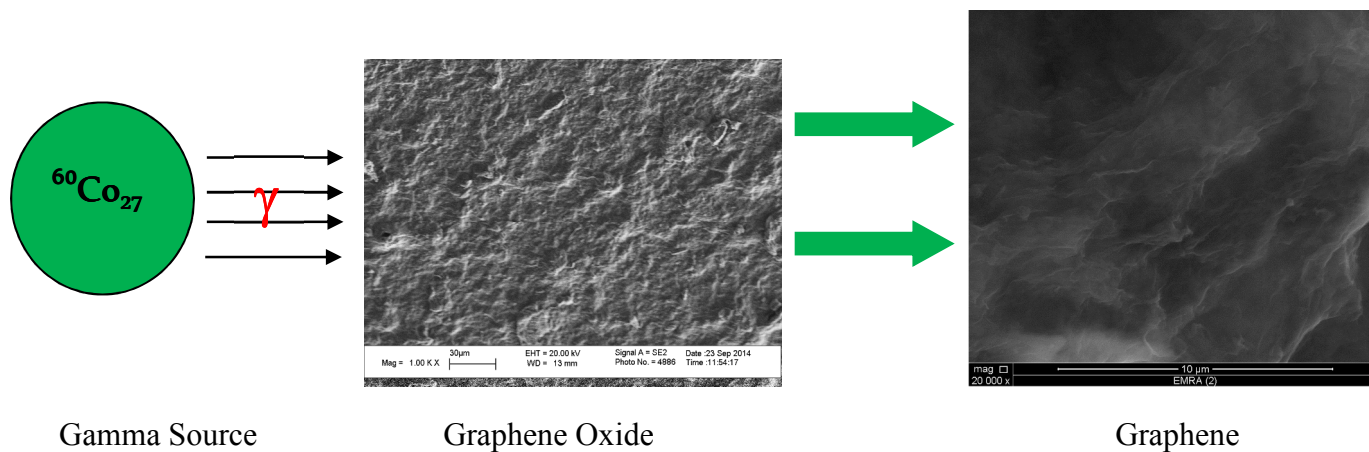 ⁶⁰Co₂₇
γ
Mag = 1.00 K X
30µm
EHT = 20.00 kV
WD = 13 mm
Signal A = SE2
Photo No. = 4886
Date :23 Sep 2014
Time :11:54:17
mag
20 000 x
10 µm
EMRA (2)
Gamma Source
Graphene Oxide
Graphene